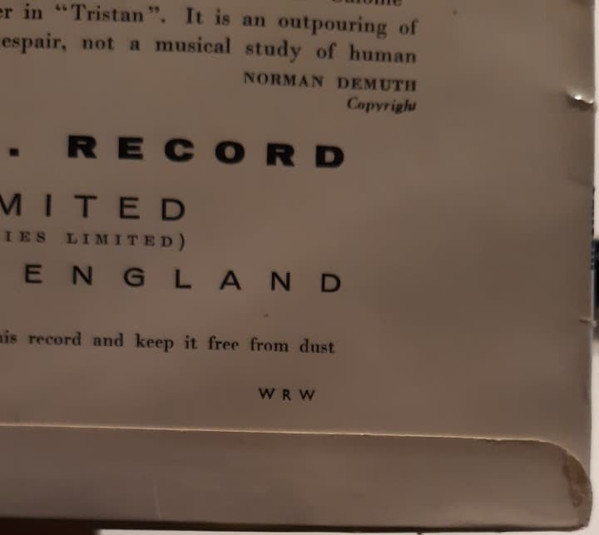 er in “Tristan”. It is an outpouring of
espair, not a musical study of human
NORMAN DEMUTH
Copyright
. RECORD
MITED
IES LIMITED)
ENGLAND
his record and keep it free from dust
WRW